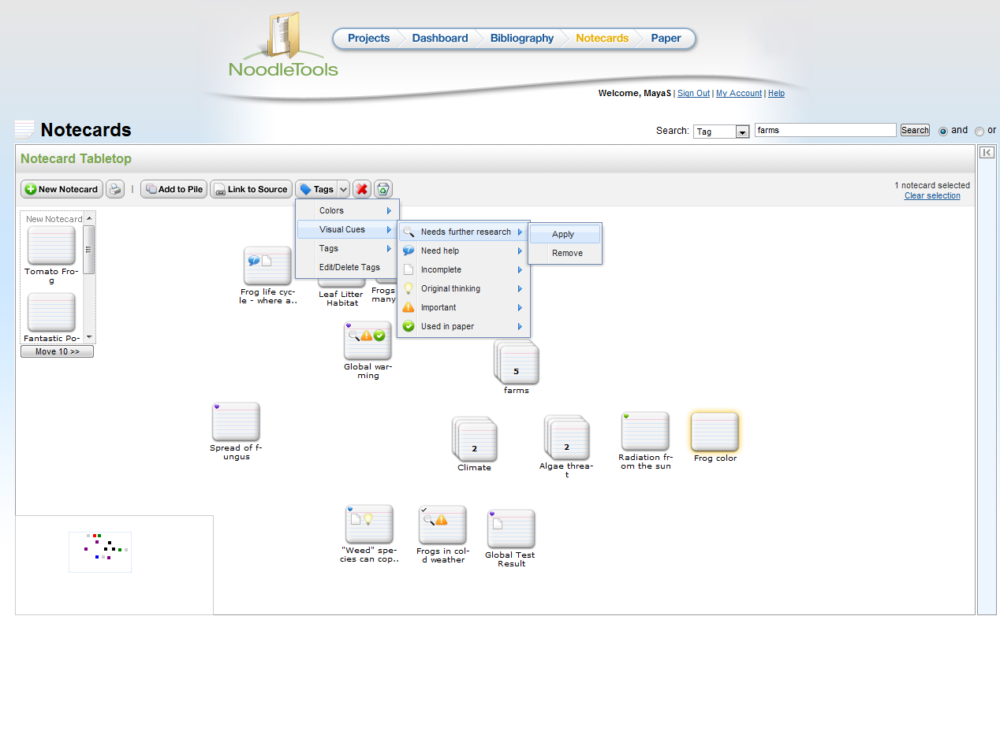 Projects Dashboard Bibliography Notecards Paper
NoodleTools
Welcome, MayaS | Sign Out | My Account | Help
Notecards
Search: Tag farms Search and or
Notecard Tabletop
New Notecard Add to Pile Link to Source Tags
1 notecard selected
Clear selection
New Notecard
Tomato Fro-
g
Fantastic Po-
Move 10 >>
Colors
Visual Cues
Tags
Edit/Delete Tags
Needs further research
Need help
Incomplete
Original thinking
Important
Used in paper
Apply
Remove
Frog life cyc-
le - where a..
Leaf Litter
Habitat
Frogs
many
Global war-
ming
5
farms
Spread of f-
ungus
2
Climate
2
Algae threa-
t
Radiation fr-
om the sun
Frog color
"Weed" spe-
cies can cop..
Frogs in col-
d weather
Global Test
Result